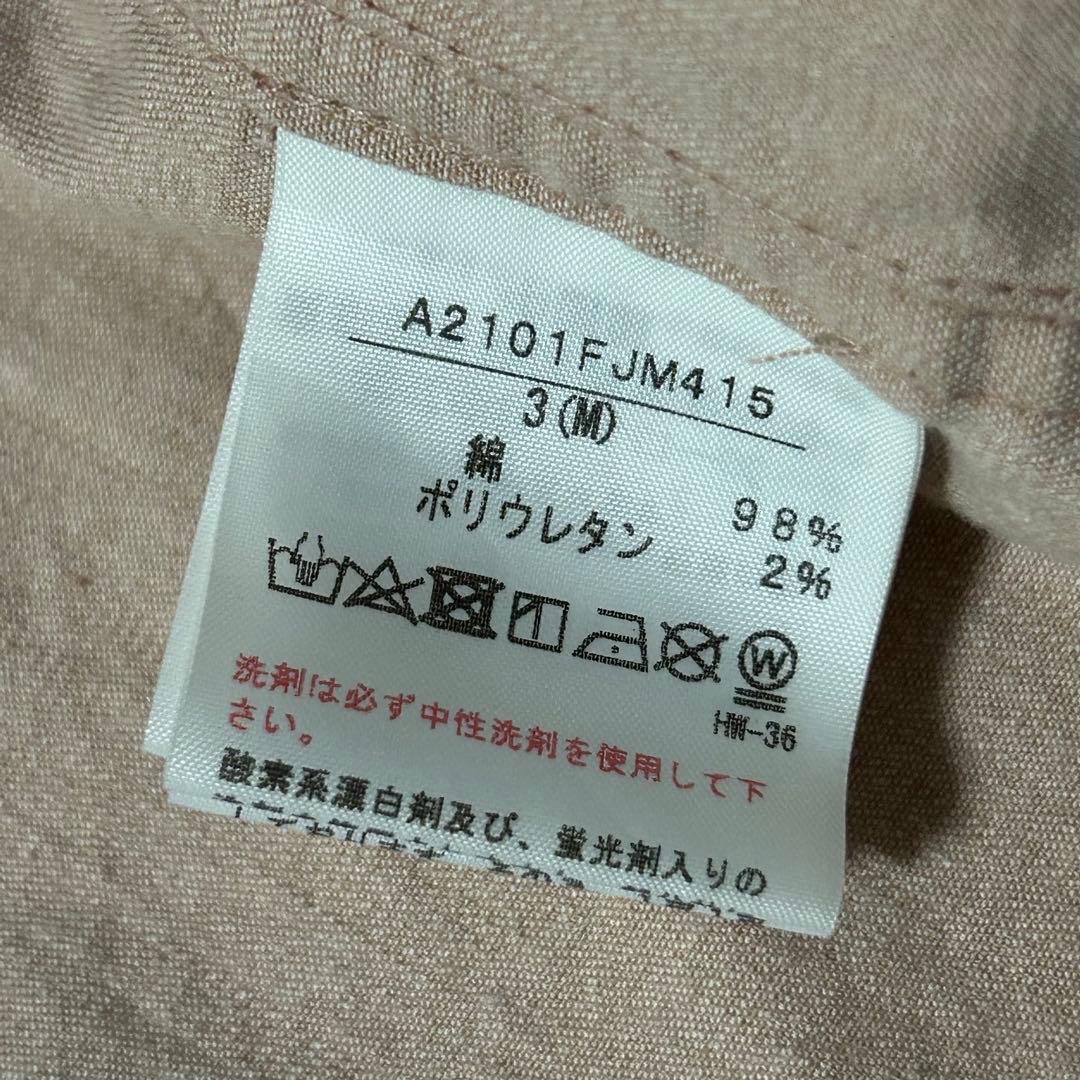 A2101FJM415
3(M)
綿 98%
ポリウレタン 2%
W
HW-36
洗剤は必ず中性洗剤を使用して下
さい。
酸素系漂白剤及び、蛍光剤入りの